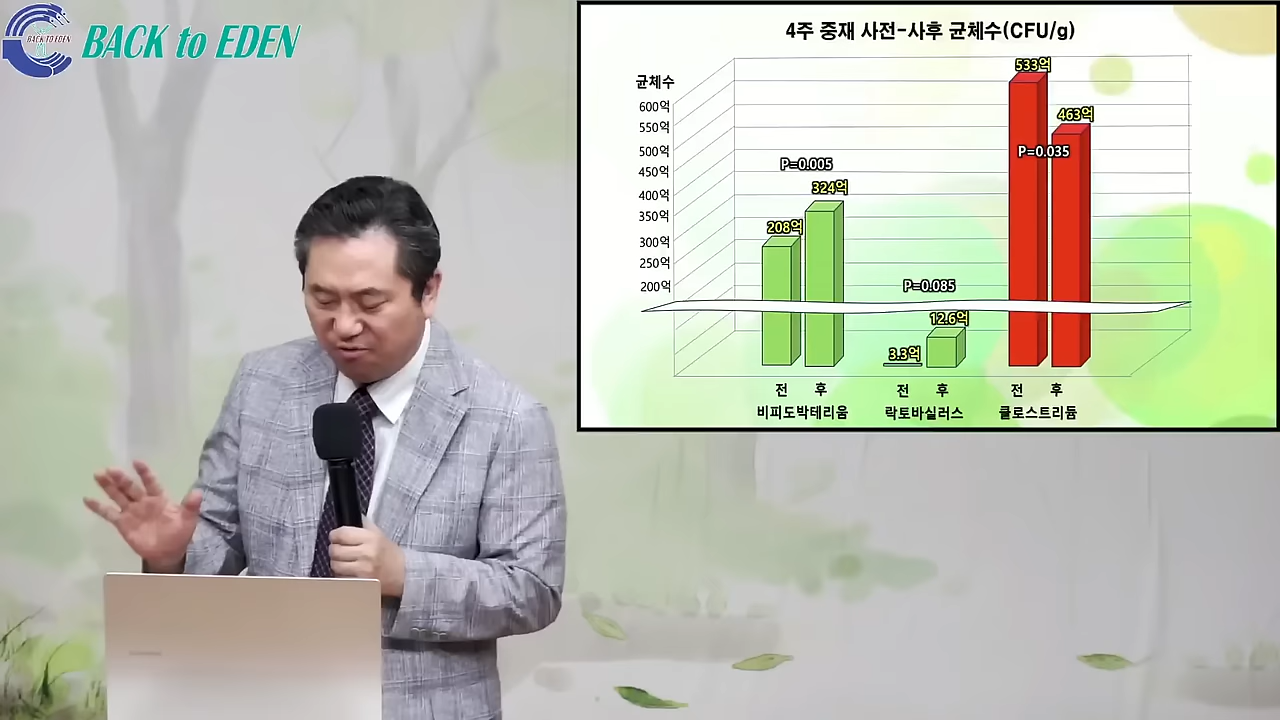 BACK TO EDEN
BACK to EDEN
4주 중재 사전-사후 균체수(CFU/g)
균체수
600억
550억
500억
450억
400억
350억
300억
250억
200억
P=0.005
208억
324억
P=0.085
3.3억
12.6억
533억
463억
P=0.035
전 후 전 후 전 후
비피도박테리움 락토바실러스 클로스트리듐